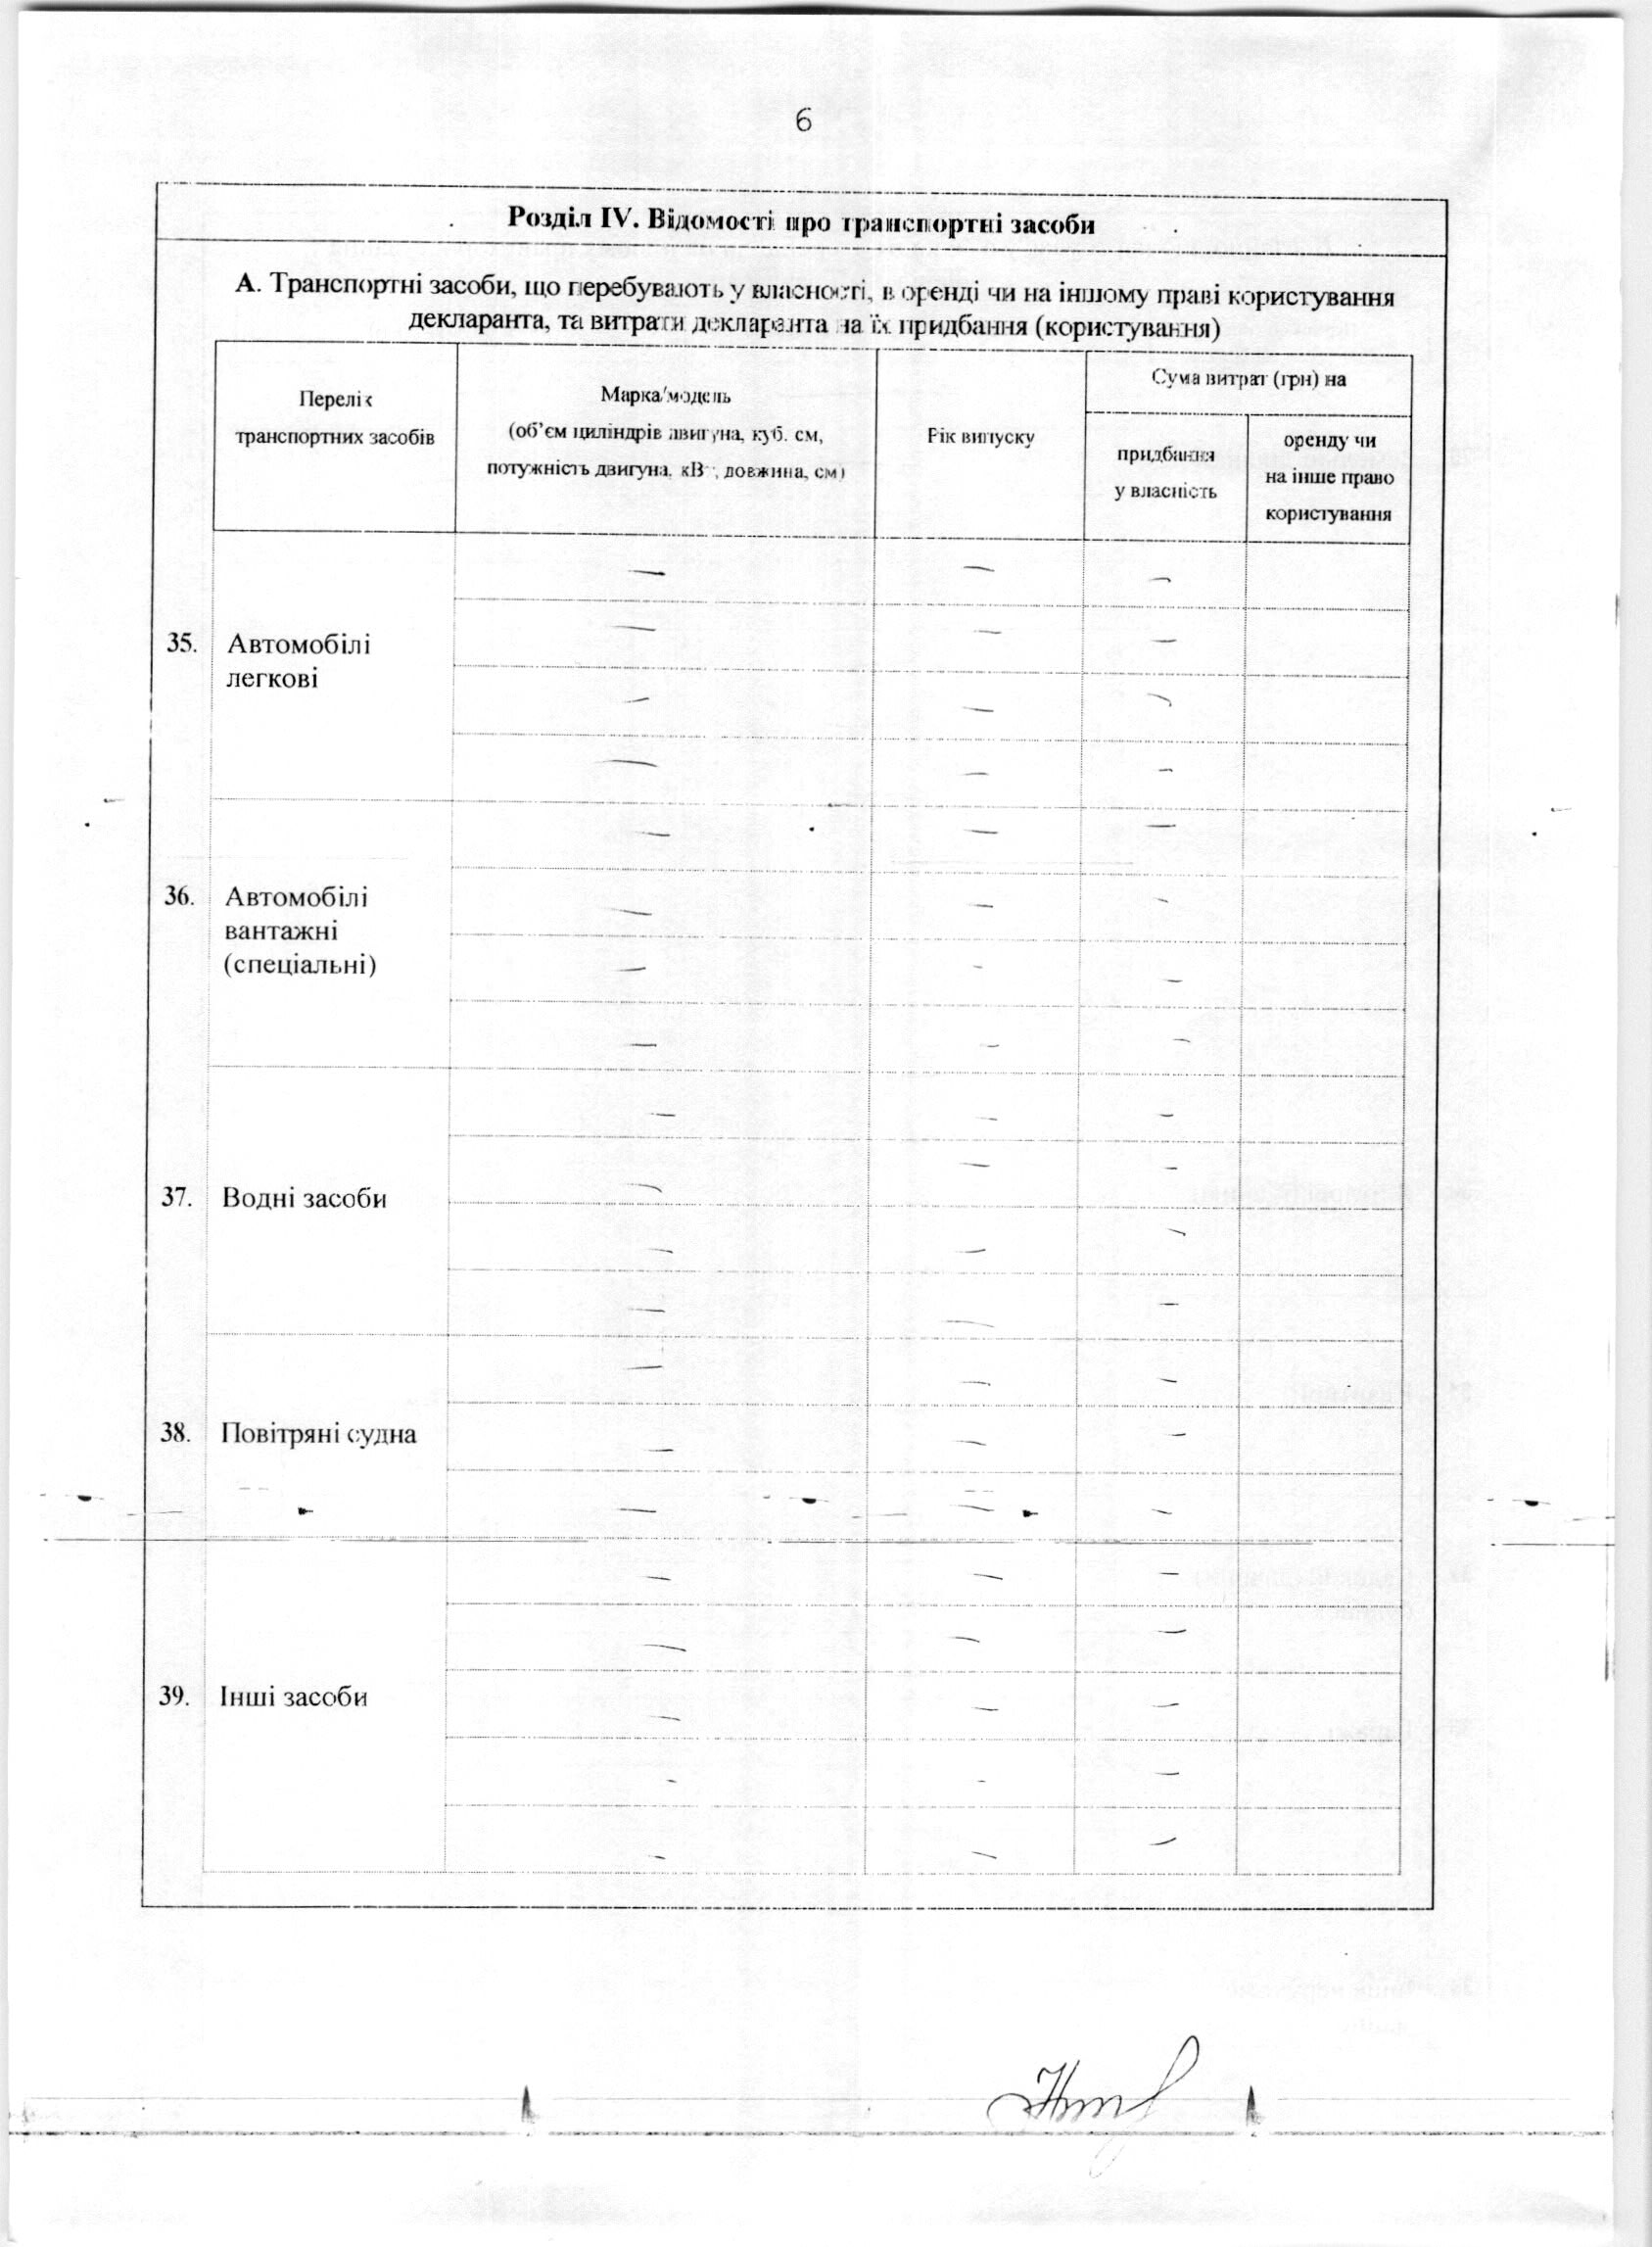 6
Розділ IV. Відомості про транспортні засоби
А. Транспортні засоби, що перебувають у власності, в оренді чи на іншому праві користування
декларанта, та витрати декларанта на їх придбання (користування)
Перелік
транспортних засобів
Марка/модель
(об’єм циліндрів двигуна, куб. см,
потужність двигуна, кВт, довжина, см)
Рік випуску
Сума витрат (грн) на
придбання
у власність
оренду чи
на інше право
користування
35. Автомобілі
легкові
— — —
— — —
— — —
— — —
36. Автомобілі
вантажні
(спеціальні)
— — —
— — —
— — —
— — —
37. Водні засоби
— — —
— — —
— — —
— — —
38. Повітряні судна
— — —
— — —
— — —
39. Інші засоби
— — —
— — —
— — —
— — —
— — —